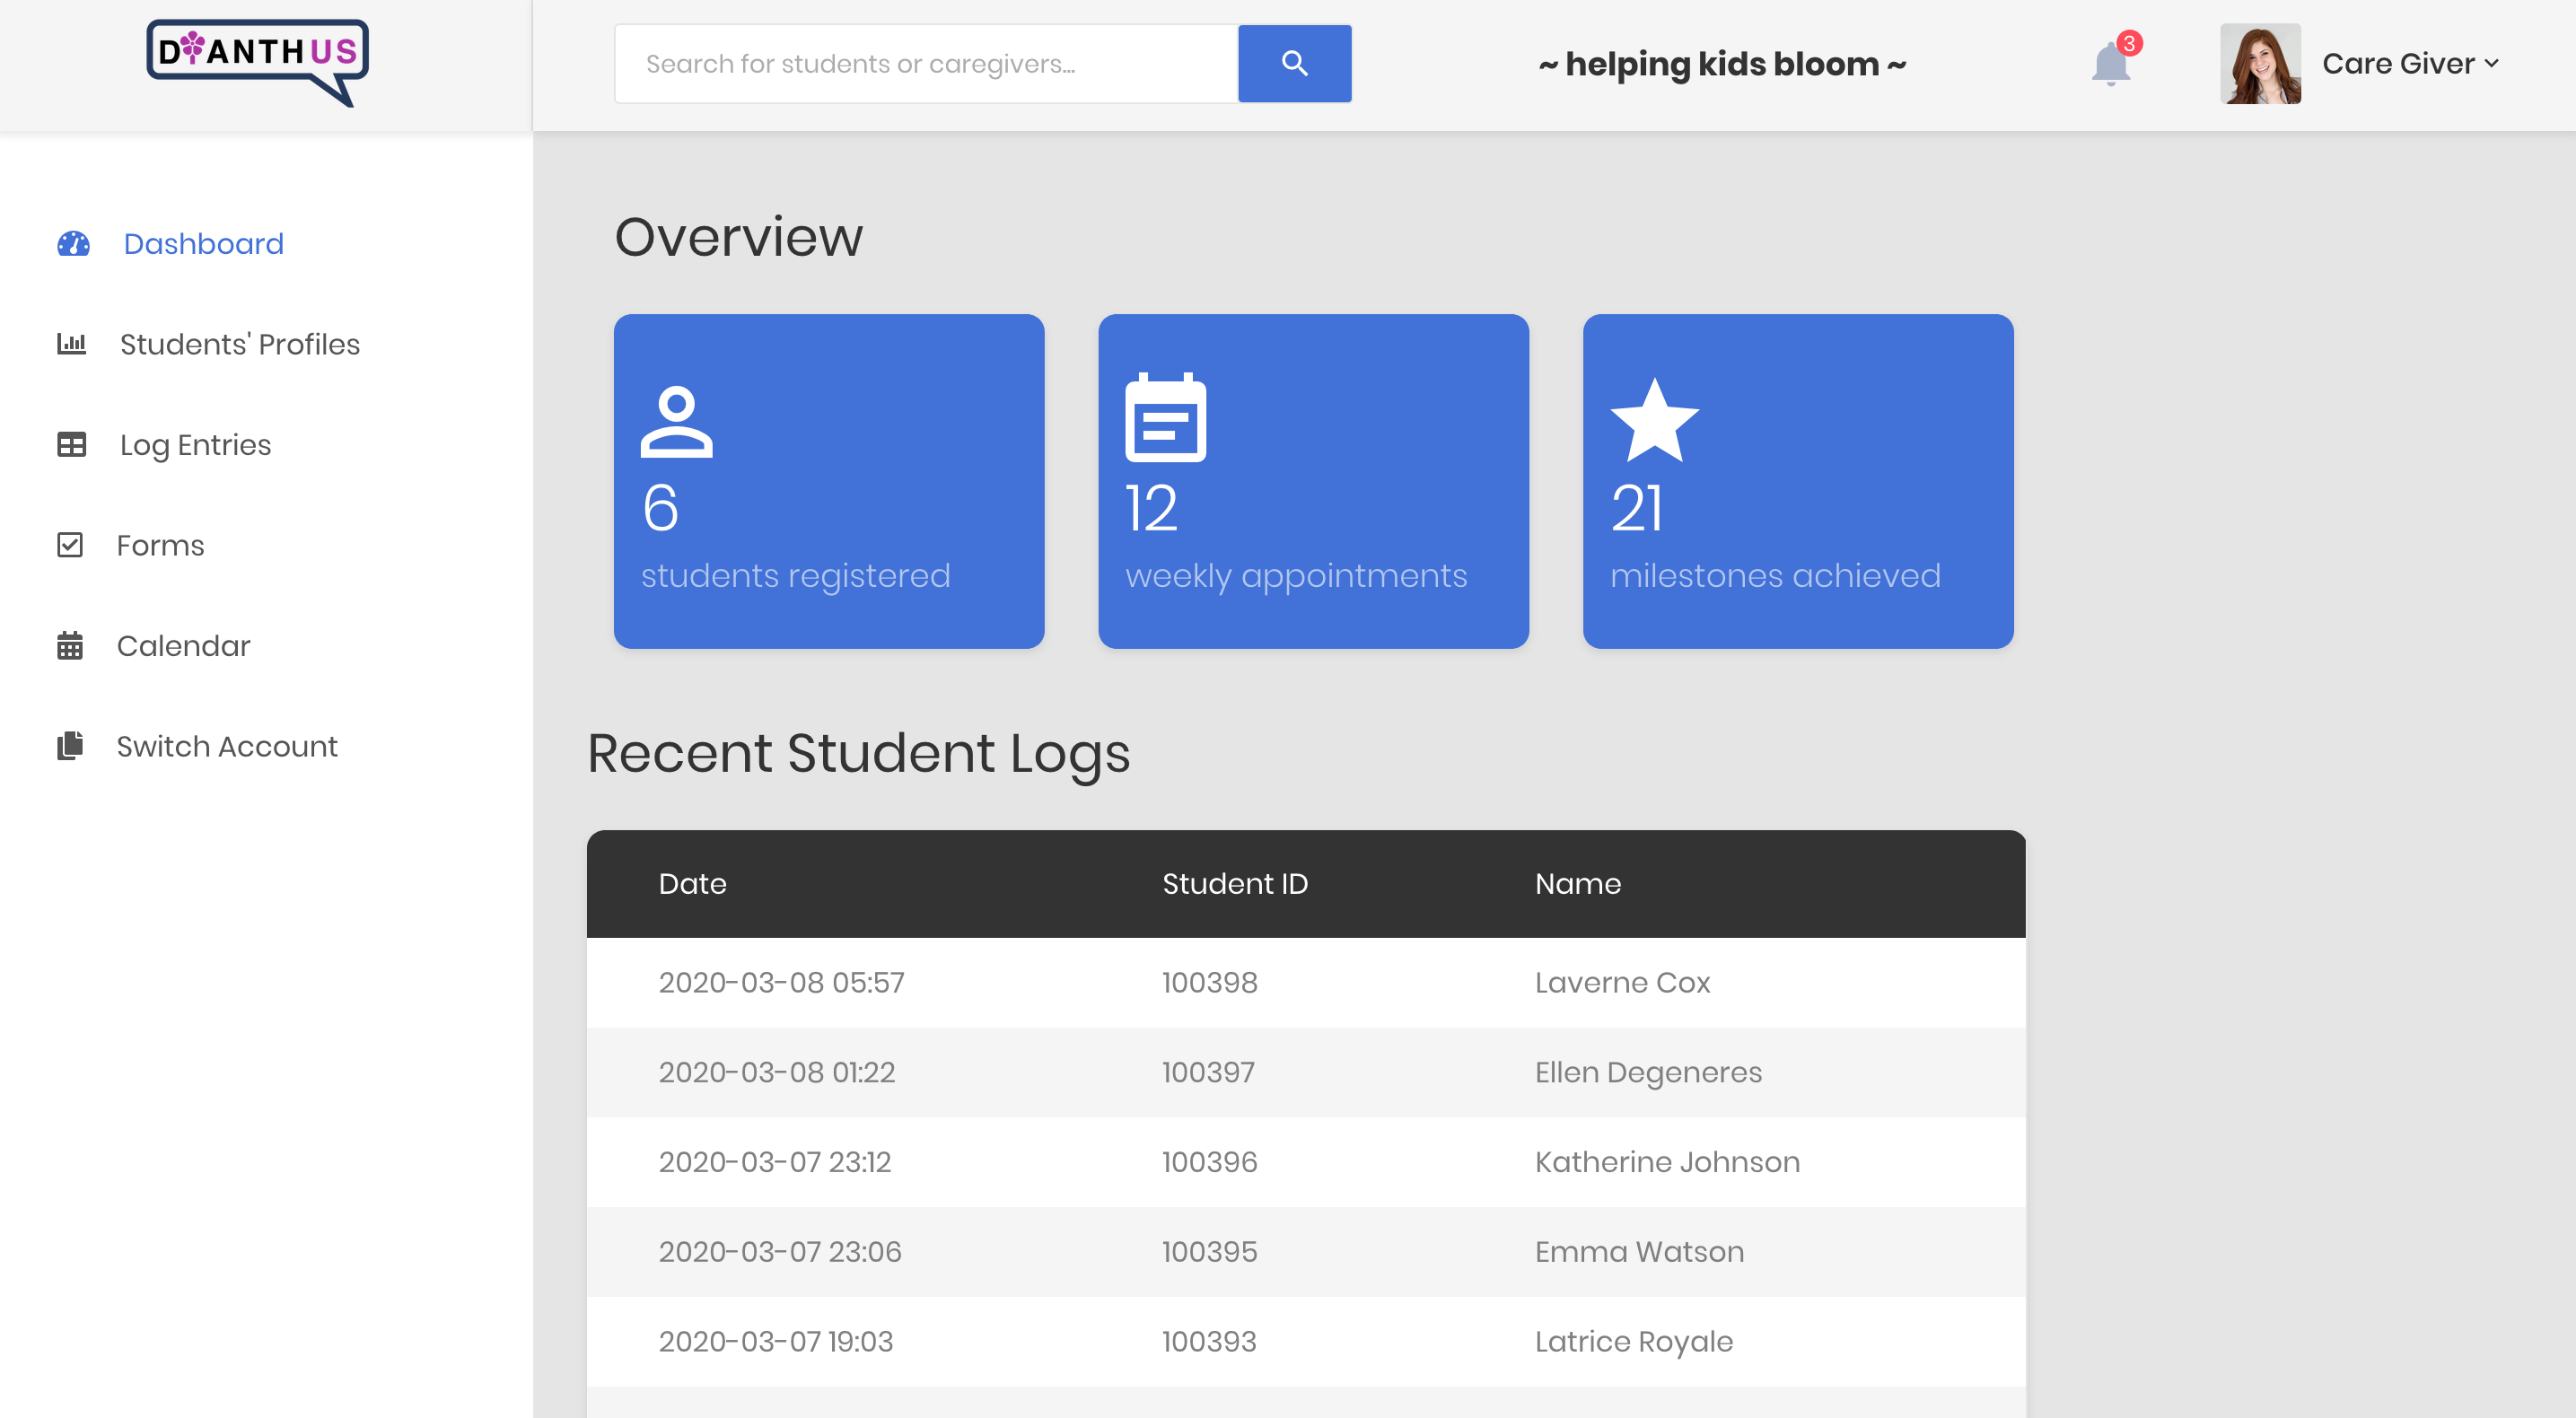 DIANTHUS
Search for students or caregivers...
~ helping kids bloom ~
3
Care Giver
Dashboard
Students' Profiles
Log Entries
Forms
Calendar
Switch Account
Overview
6
students registered
12
weekly appointments
21
milestones achieved
Recent Student Logs
Date Student ID Name
2020-03-08 05:57 100398 Laverne Cox
2020-03-08 01:22 100397 Ellen Degeneres
2020-03-07 23:12 100396 Katherine Johnson
2020-03-07 23:06 100395 Emma Watson
2020-03-07 19:03 100393 Latrice Royale